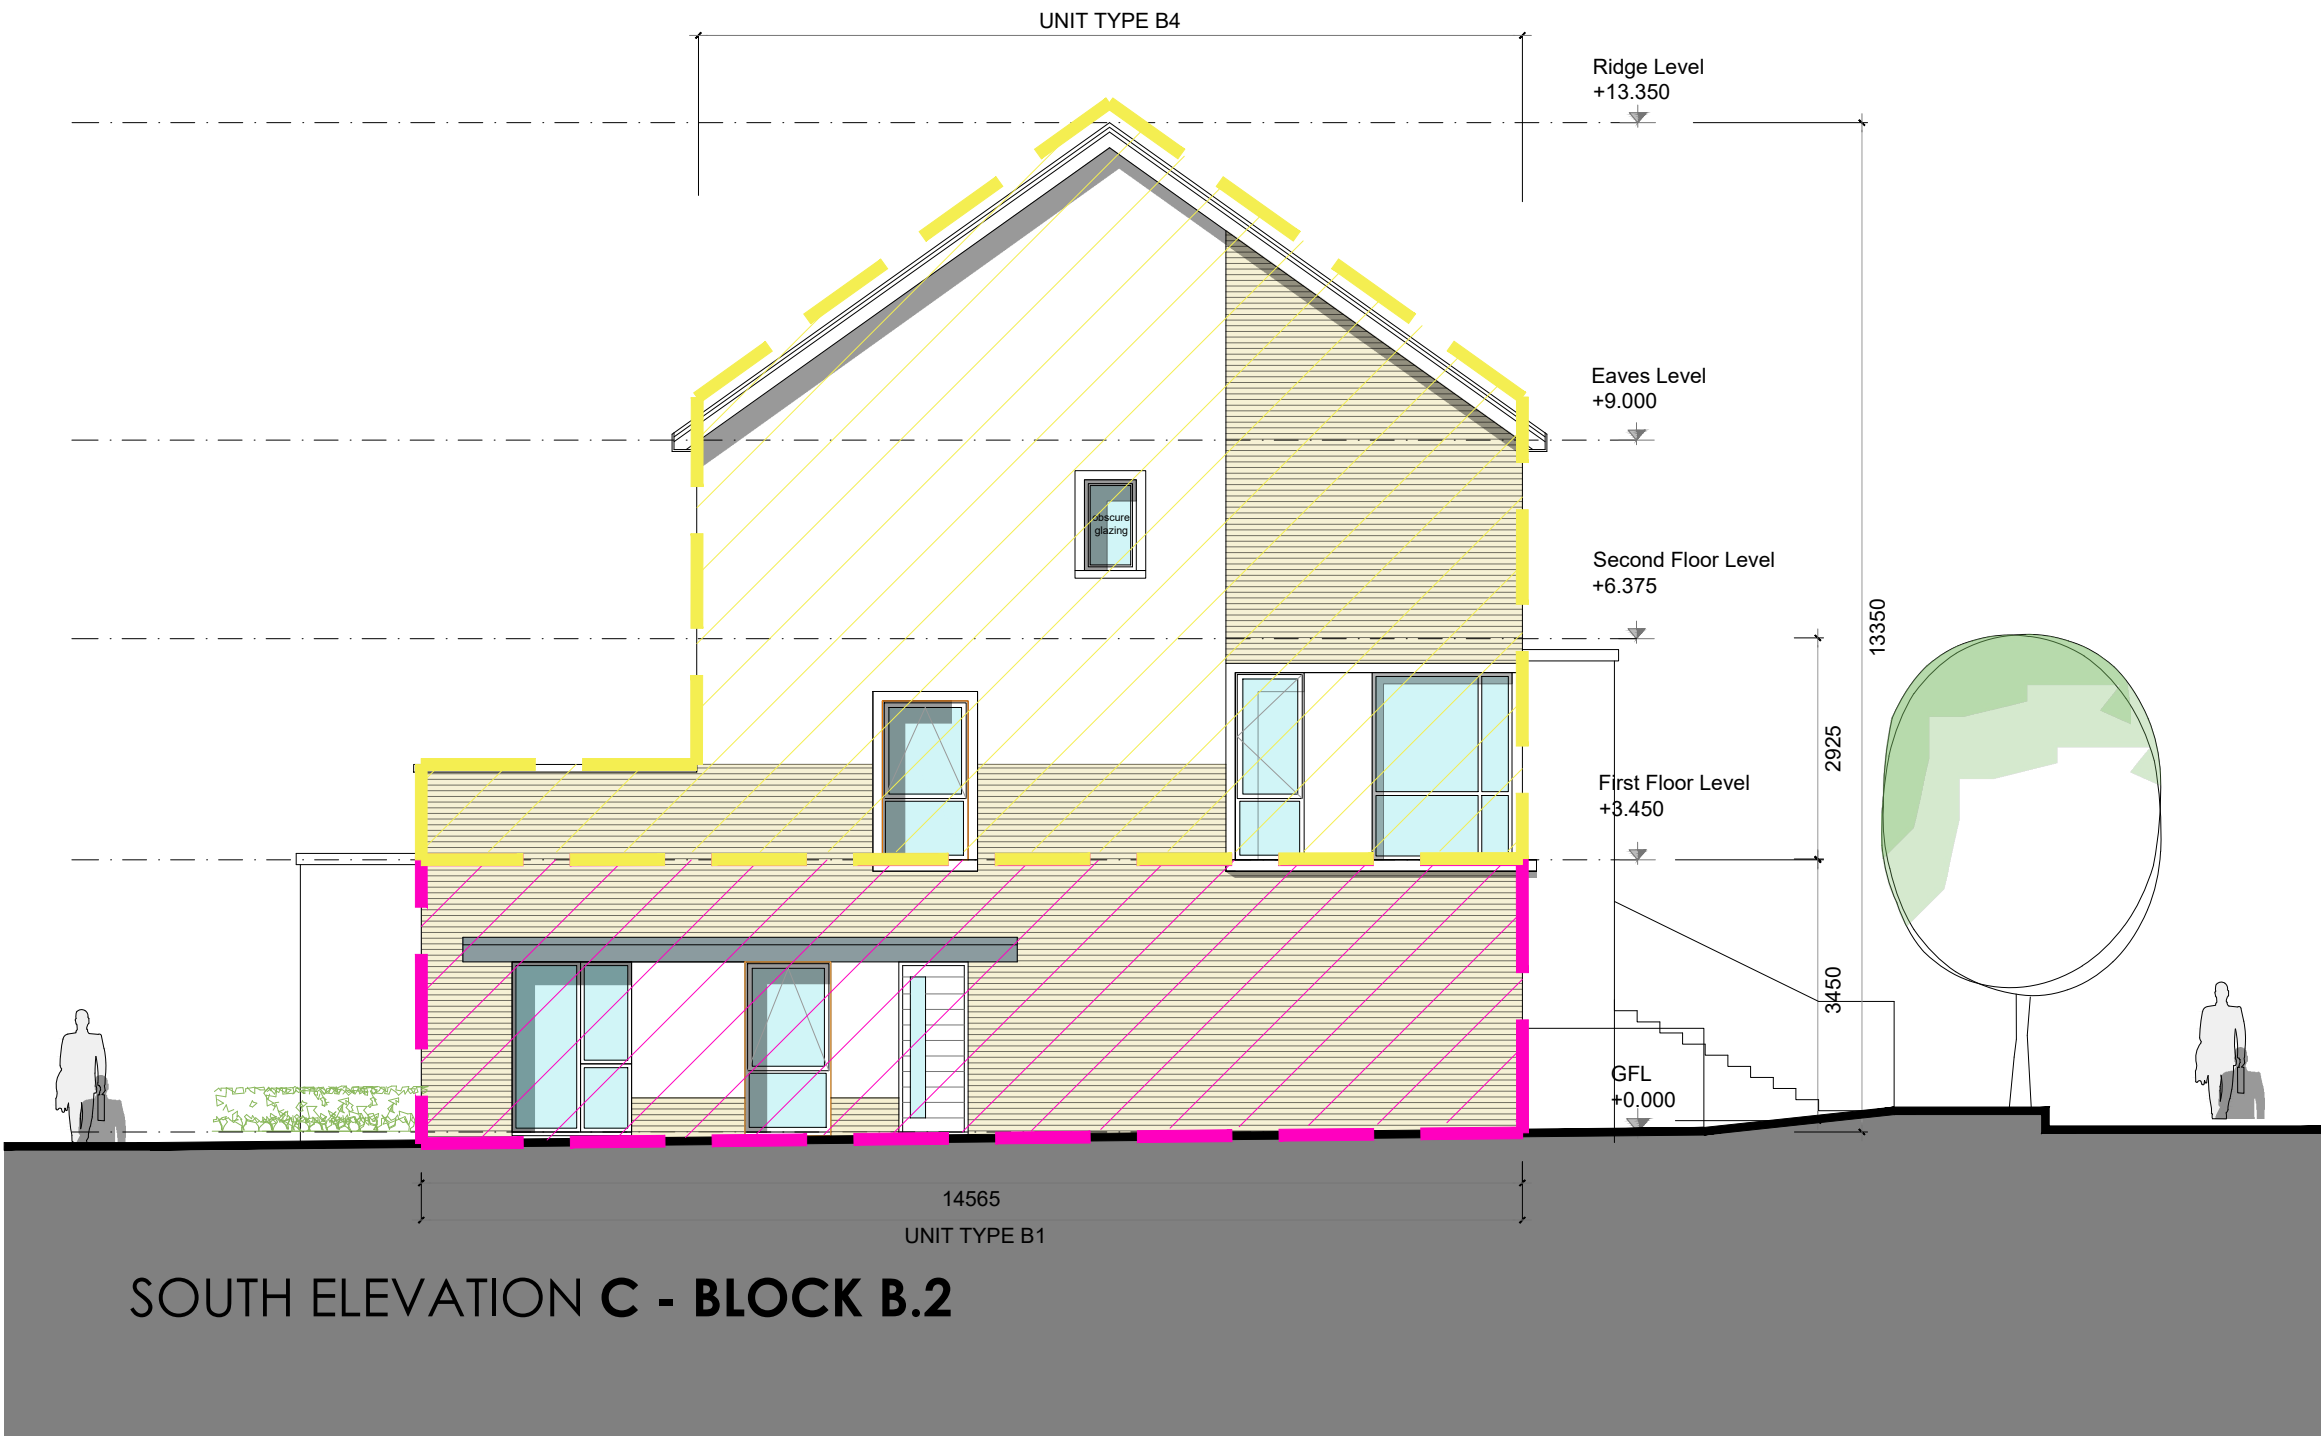 UNIT TYPE B4
Ridge Level
+13.350
Eaves Level
+9.000
obscure
glazing
Second Floor Level
+6.375
13350
2925
First Floor Level
+3.450
3450
GFL
+0.000
14565
UNIT TYPE B1
SOUTH ELEVATION C - BLOCK B.2